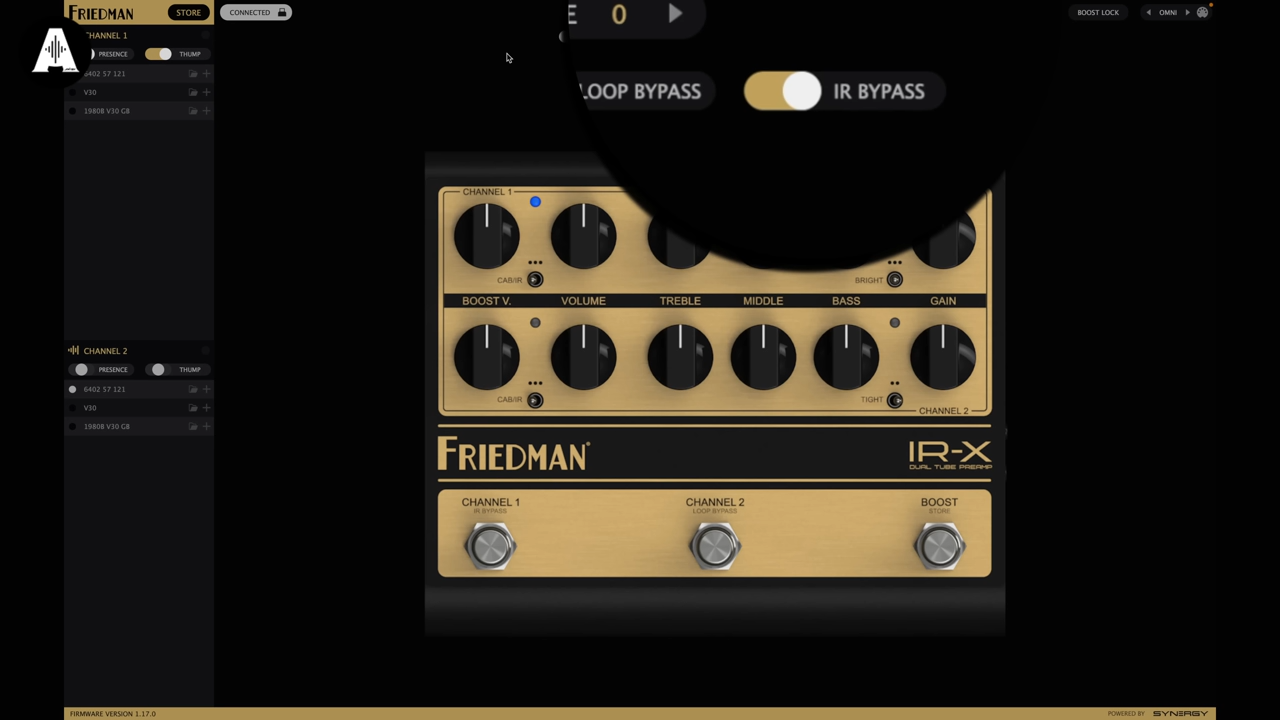 FRIEDMAN
STORE
CONNECTED
0
BOOST LOCK
OMNI
A
CHANNEL 1
PRESENCE
THUMP
6402 57 121
V30
1980B V30 GB
LOOP BYPASS
IR BYPASS
CHANNEL 1
CAB/IR
BRIGHT
BOOST V.
VOLUME
TREBLE
MIDDLE
BASS
GAIN
CAB/IR
TIGHT
CHANNEL 2
CHANNEL 2
PRESENCE
THUMP
6402 57 121
V30
1980B V30 GB
FRIEDMAN
IR-X
DUAL TUBE PREAMP
CHANNEL 1
IR BYPASS
CHANNEL 2
LOOP BYPASS
BOOST
STORE
FIRMWARE VERSION 1.17.0
POWERED BY SYNERGY